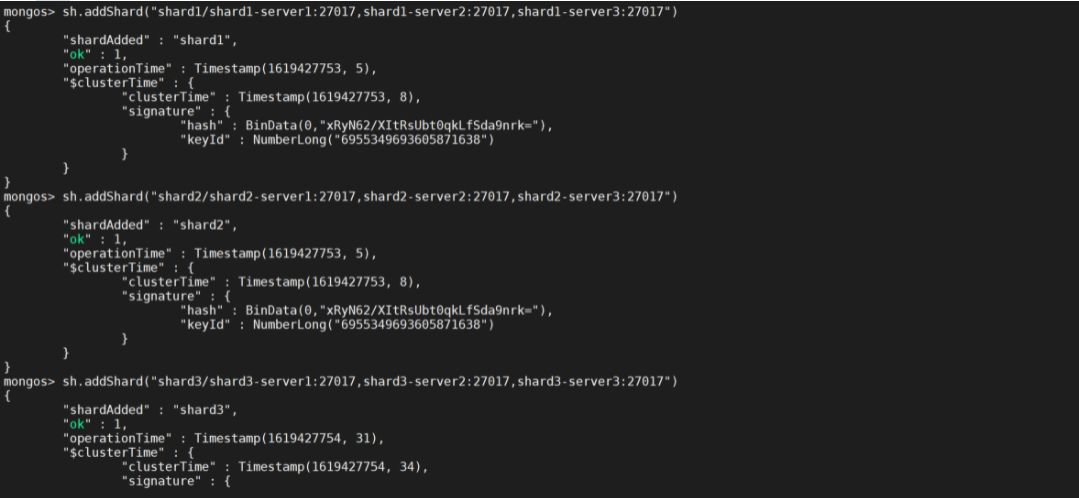 mongos> sh.addShard("shard1/shard1-server1:27017,shard1-server2:27017,shard1-server3:27017")
{
        "shardAdded" : "shard1",
        "ok" : 1,
        "operationTime" : Timestamp(1619427753, 5),
        "$clusterTime" : {
                "clusterTime" : Timestamp(1619427753, 8),
                "signature" : {
                        "hash" : BinData(0,"xRyN62/XItRsUbt0qkLfSda9nrk="),
                        "keyId" : NumberLong("6955349693605871638")
                }
        }
}
mongos> sh.addShard("shard2/shard2-server1:27017,shard2-server2:27017,shard2-server3:27017")
{
        "shardAdded" : "shard2",
        "ok" : 1,
        "operationTime" : Timestamp(1619427753, 5),
        "$clusterTime" : {
                "clusterTime" : Timestamp(1619427753, 8),
                "signature" : {
                        "hash" : BinData(0,"xRyN62/XItRsUbt0qkLfSda9nrk="),
                        "keyId" : NumberLong("6955349693605871638")
                }
        }
}
mongos> sh.addShard("shard3/shard3-server1:27017,shard3-server2:27017,shard3-server3:27017")
{
        "shardAdded" : "shard3",
        "ok" : 1,
        "operationTime" : Timestamp(1619427754, 31),
        "$clusterTime" : {
                "clusterTime" : Timestamp(1619427754, 34),
                "signature" : {